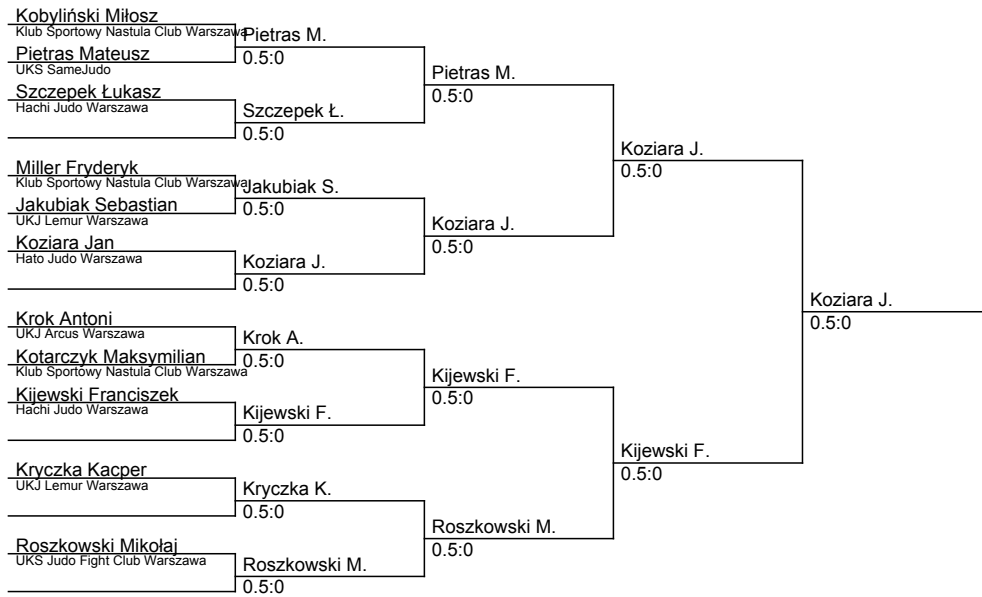 Kobyliński Miłosz
Klub Sportowy Nastula Club Warszawa
Pietras Mateusz
UKS SameJudo
Szczepek Łukasz
Hachi Judo Warszawa
Miller Fryderyk
Klub Sportowy Nastula Club Warszawa
Jakubiak Sebastian
UKJ Lemur Warszawa
Koziara Jan
Hato Judo Warszawa
Krok Antoni
UKJ Arcus Warszawa
Kotarczyk Maksymilian
Klub Sportowy Nastula Club Warszawa
Kijewski Franciszek
Hachi Judo Warszawa
Kryczka Kacper
UKJ Lemur Warszawa
Roszkowski Mikołaj
UKS Judo Fight Club Warszawa
Pietras M.
0.5:0
Szczepek Ł.
0.5:0
Jakubiak S.
0.5:0
Koziara J.
0.5:0
Krok A.
0.5:0
Kijewski F.
0.5:0
Kryczka K.
0.5:0
Roszkowski M.
0.5:0
Pietras M.
0.5:0
Koziara J.
0.5:0
Kijewski F.
0.5:0
Roszkowski M.
0.5:0
Koziara J.
0.5:0
Kijewski F.
0.5:0
Koziara J.
0.5:0